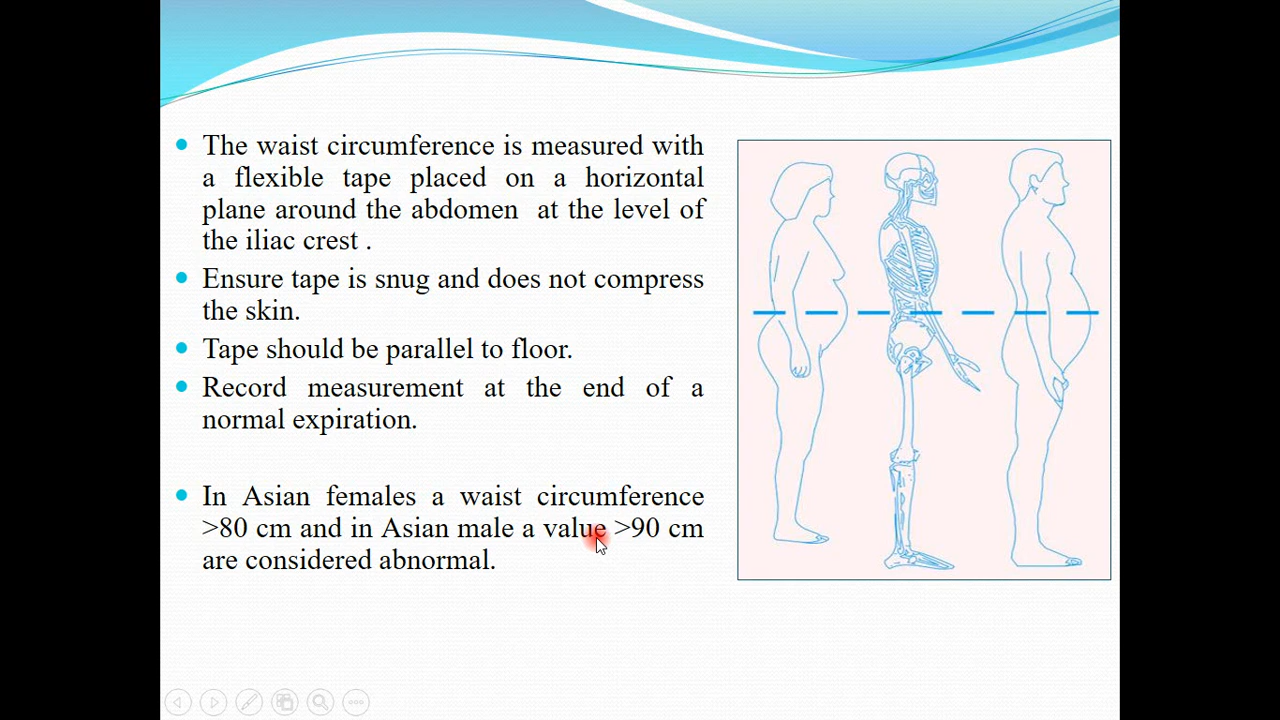 The waist circumference is measured with
a flexible tape placed on a horizontal
plane around the abdomen at the level of
the iliac crest .
Ensure tape is snug and does not compress
the skin.
Tape should be parallel to floor.
Record measurement at the end of a
normal expiration.
In Asian females a waist circumference
>80 cm and in Asian male a value >90 cm
are considered abnormal.